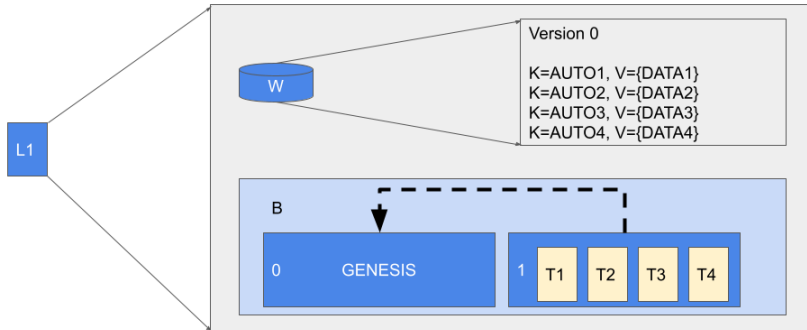 L1
W
Version 0
K=AUTO1, V={DATA1}
K=AUTO2, V={DATA2}
K=AUTO3, V={DATA3}
K=AUTO4, V={DATA4}
B
0 GENESIS
1 T1 T2 T3 T4